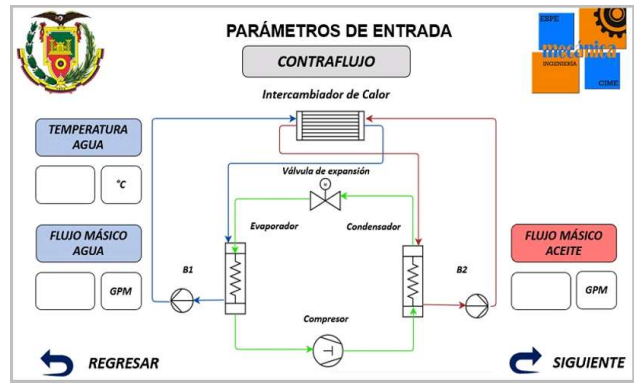 PARÁMETROS DE ENTRADA
CONTRAFLUJO
ESPE
mecánica
INGENIERIA
CIME
Intercambiador de Calor
TEMPERATURA
AGUA
°C
Válvula de expansión
FLUJO MÁSICO
AGUA
GPM
Evaporador
Condensador
FLUJO MÁSICO
ACEITE
GPM
B1
B2
Compresor
REGRESAR
SIGUIENTE